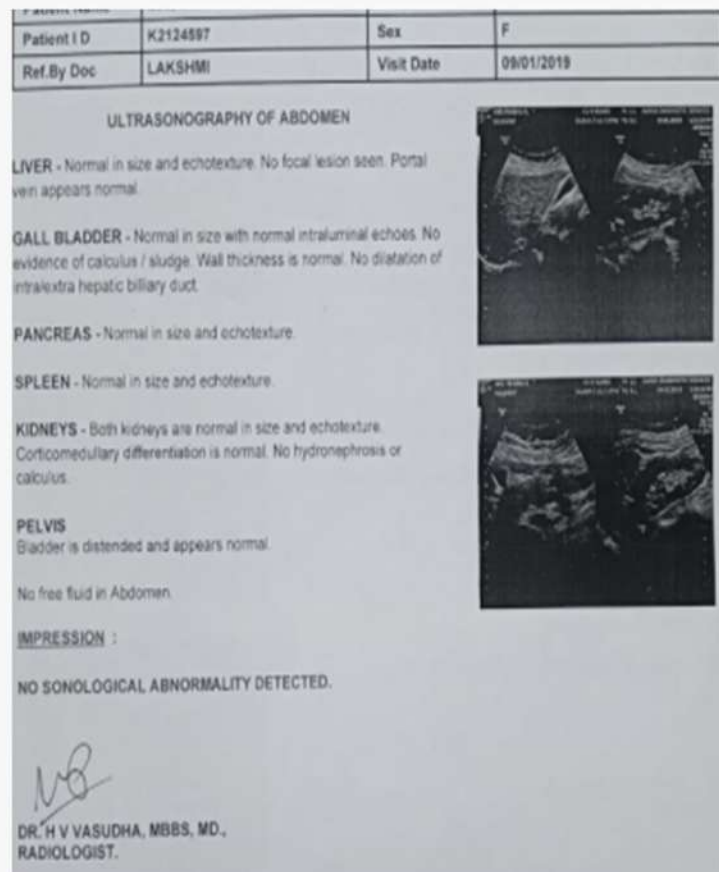 Patient I D K2124597 Sex F
Ref.By Doc LAKSHMI Visit Date 09/01/2019
ULTRASONOGRAPHY OF ABDOMEN
LIVER - Normal in size and echotexture. No focal lesion seen. Portal
vein appears normal.
GALL BLADDER - Normal in size with normal intraluminal echoes. No
evidence of calculus / sludge. Wall thickness is normal. No dilatation of
intra/extra hepatic billiary duct.
PANCREAS - Normal in size and echotexture.
SPLEEN - Normal in size and echotexture.
KIDNEYS - Both kidneys are normal in size and echotexture.
Corticomedullary differentiation is normal. No hydronephrosis or
calculus.
PELVIS
Bladder is distended and appears normal.
No free fluid in Abdomen.
IMPRESSION :
NO SONOLOGICAL ABNORMALITY DETECTED.
DR. H V VASUDHA, MBBS, MD.,
RADIOLOGIST.